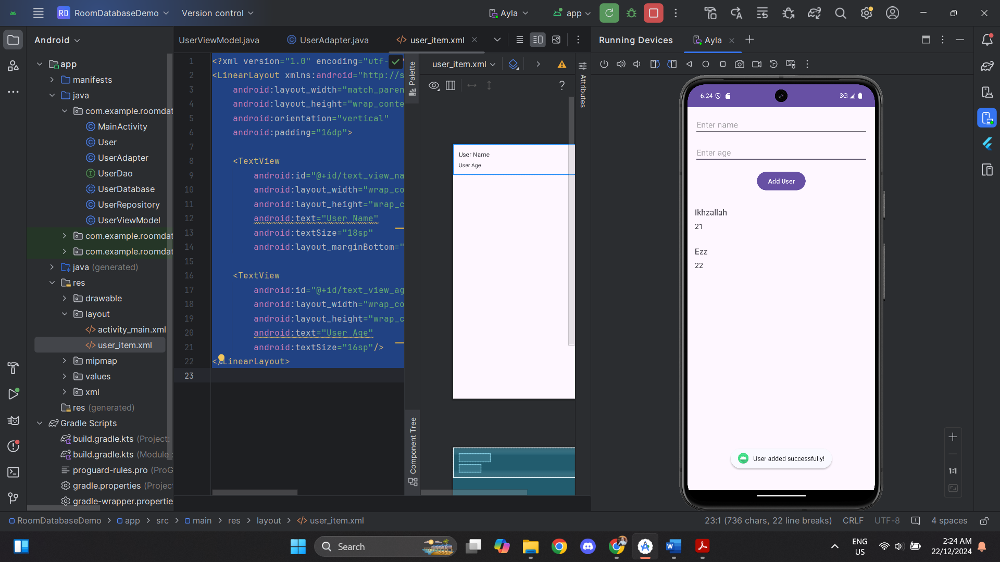 RD RoomDatabaseDemo Version control Ayla app
Android
UserViewModel.java UserAdapter.java user_item.xml
Running Devices Ayla
app
manifests
java
com.example.roomdat
MainActivity
User
UserAdapter
UserDao
UserDatabase
UserRepository
UserViewModel
com.example.roomdat
com.example.roomdat
java (generated)
res
drawable
layout
activity_main.xml
user_item.xml
mipmap
values
xml
res (generated)
Gradle Scripts
build.gradle.kts (Project:
build.gradle.kts (Module
proguard-rules.pro (ProG
gradle.properties (Projec
gradle-wrapper.propertie
1 <?xml version="1.0" encoding="utf-
2 <LinearLayout xmlns:android="http://s
3 android:layout_width="match_paren
4 android:layout_height="wrap_conte
5 android:orientation="vertical"
6 android:padding="16dp">
7
8 <TextView
9 android:id="@+id/text_view_na
10 android:layout_width="wrap_co
11 android:layout_height="wrap_c
12 android:text="User Name"
13 android:textSize="18sp"
14 android:layout_marginBottom="
15
16 <TextView
17 android:id="@+id/text_view_ag
18 android:layout_width="wrap_co
19 android:layout_height="wrap_c
20 android:text="User Age"
21 android:textSize="16sp"/>
22 </LinearLayout>
23
Palette
Component Tree
user_item.xml
?
User Name
User Age
Attributes
6:24 3G
Enter name
Enter age
Add User
Ikhzallah
21
Ezz
22
User added successfully!
1:1
RoomDatabaseDemo > app > src > main > res > layout > user_item.xml
23:1 (736 chars, 22 line breaks) CRLF UTF-8 4 spaces
Search
ENG
US
2:24 AM
22/12/2024